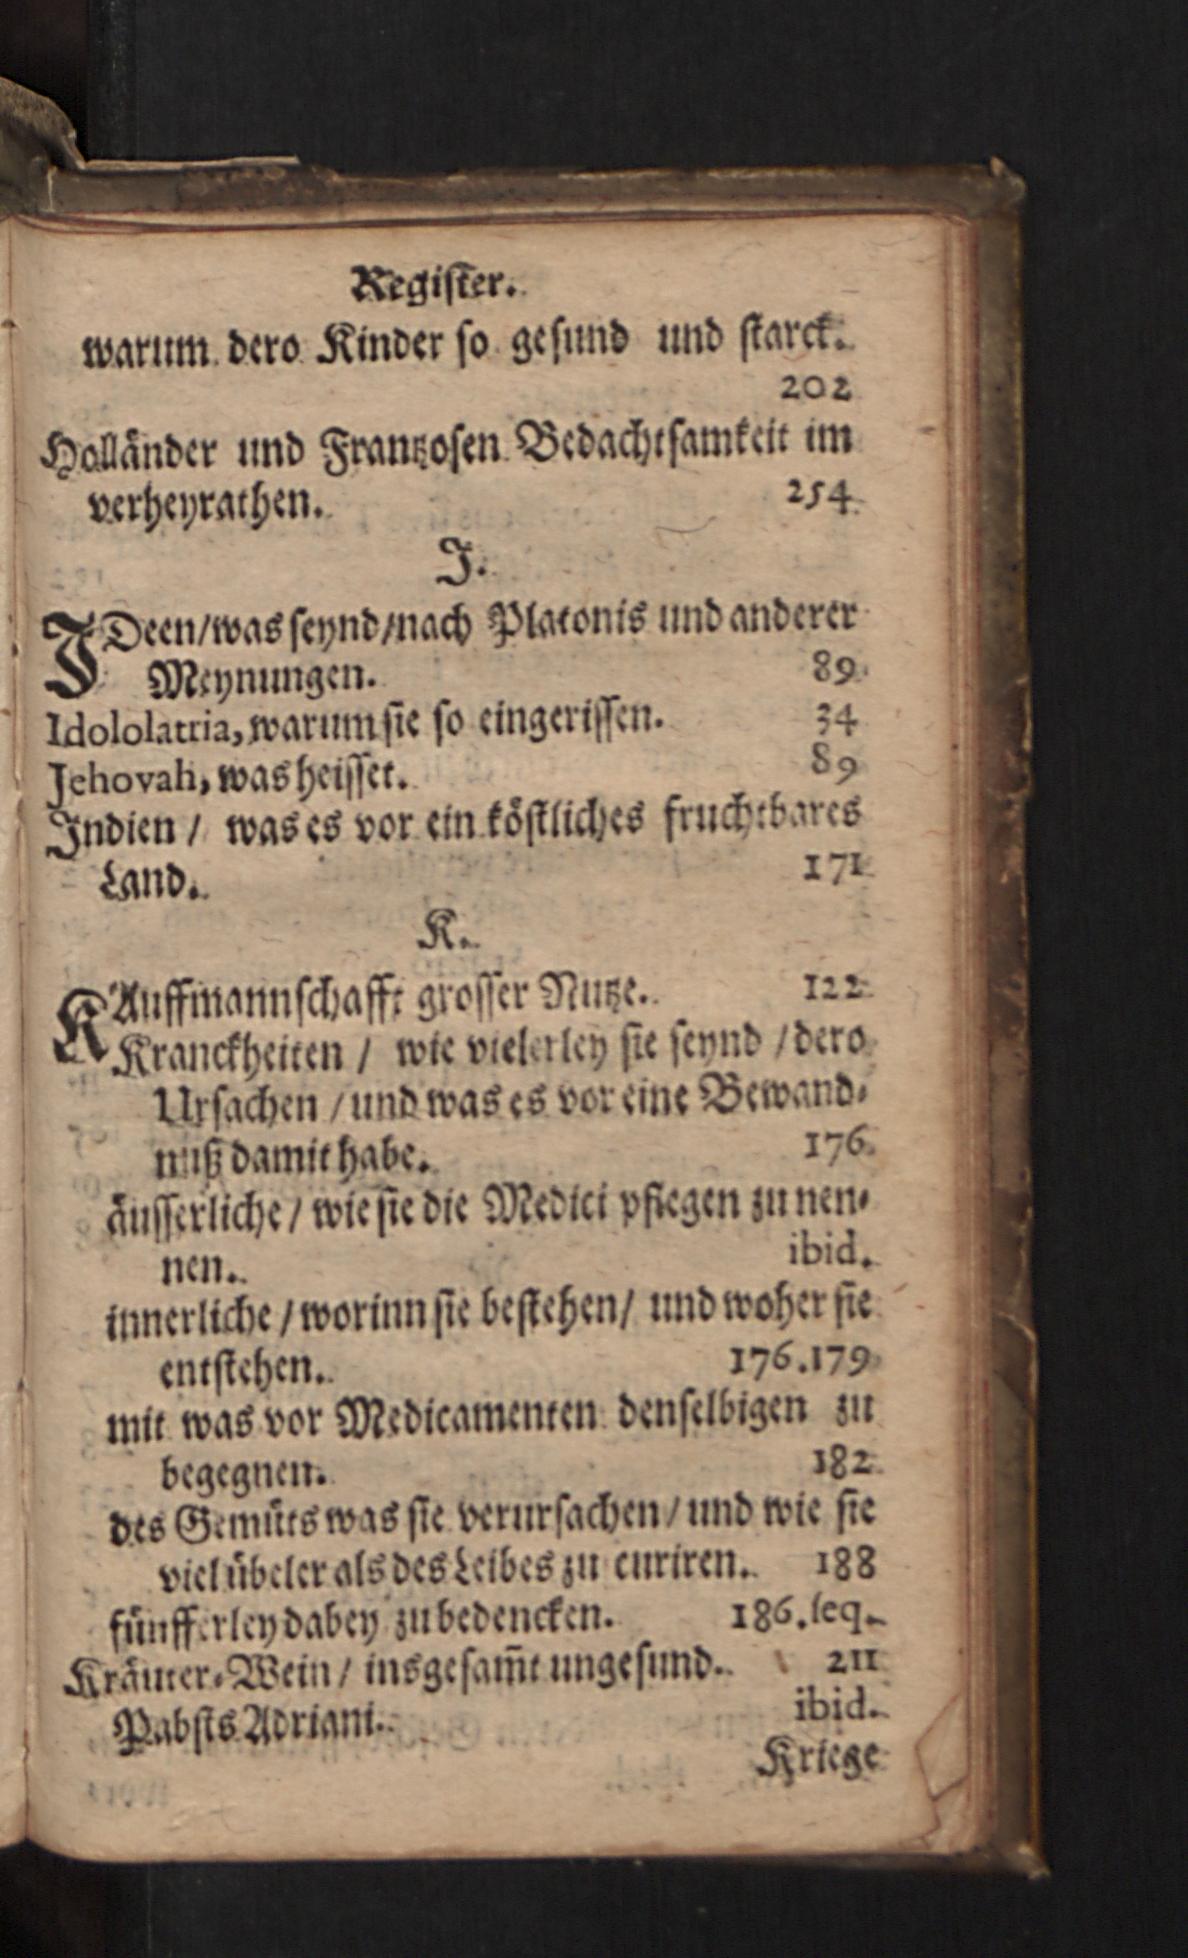 Register.
warum dero Kinder so gesund und starck.
202
Holländer und Frantzosen Bedachtsamkeit im
verheyrathen. 254
J.
JDeen/was seynd/nach Platonis und anderer
Meynungen. 89
Idololatria, warum sie so eingerissen. 34
Jehovah, was heisset. 89
Indien / was es vor ein köstliches fruchtbares
Land. 171
K.
KAuffmannschafft grosser Nutze. 122
Kranckheiten / wie vielerley sie seynd / dero
Ursachen / und was es vor eine Bewand-
nuß damit habe. 176
äusserliche / wie sie die Medici pflegen zu nen-
nen. ibid.
innerliche / worinn sie bestehen / und woher sie
entstehen. 176.179
mit was vor Medicamenten denselbigen zu
begegnen. 182
des Gemüts was sie verursachen / und wie sie
viel übeler als des Leibes zu curiren. 188
fünfferley dabey zu bedencken. 186.seq.
Kräuter-Wein / insgesam̃t ungesund. 211
Pabsts Adriani. ibid.
Kriege